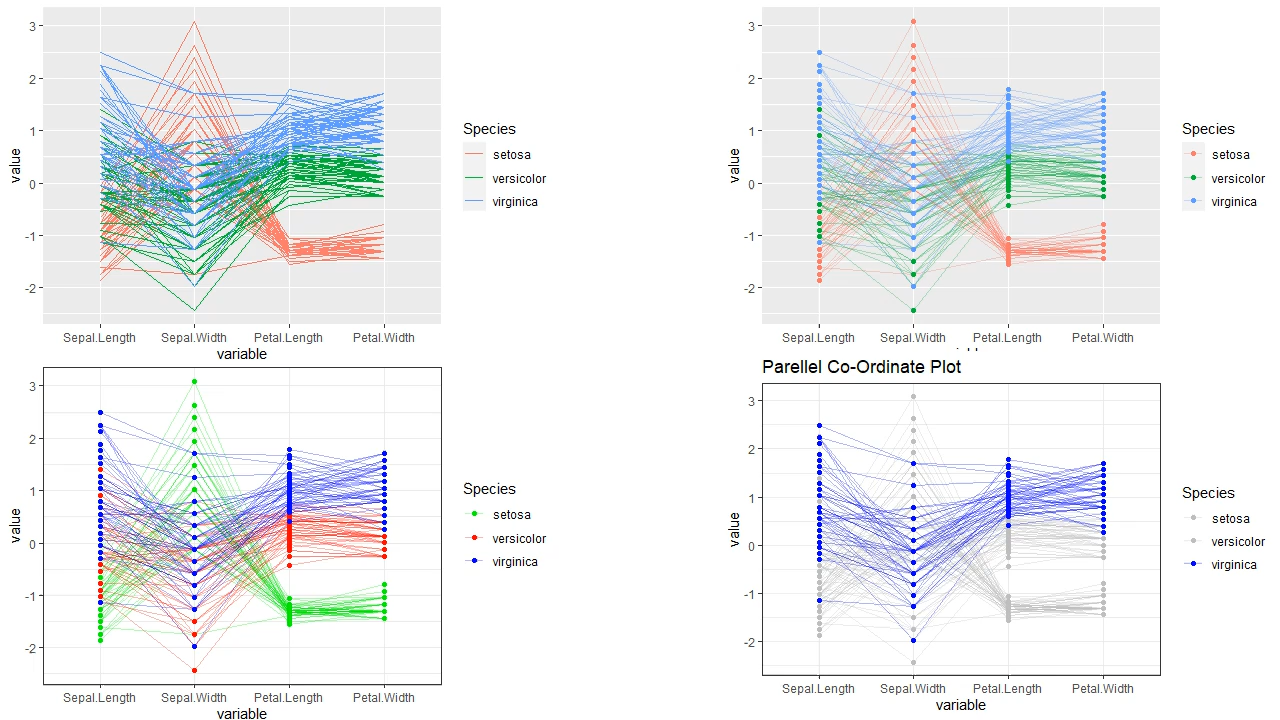 3
2
1
0
-1
-2
value
Sepal.Length Sepal.Width Petal.Length Petal.Width
variable
Species
setosa
versicolor
virginica
3
2
1
0
-1
-2
value
Sepal.Length Sepal.Width Petal.Length Petal.Width
Species
setosa
versicolor
virginica
3
2
1
0
-1
-2
value
Sepal.Length Sepal.Width Petal.Length Petal.Width
variable
Species
setosa
versicolor
virginica
Parellel Co-Ordinate Plot
3
2
1
0
-1
-2
value
Sepal.Length Sepal.Width Petal.Length Petal.Width
variable
Species
setosa
versicolor
virginica